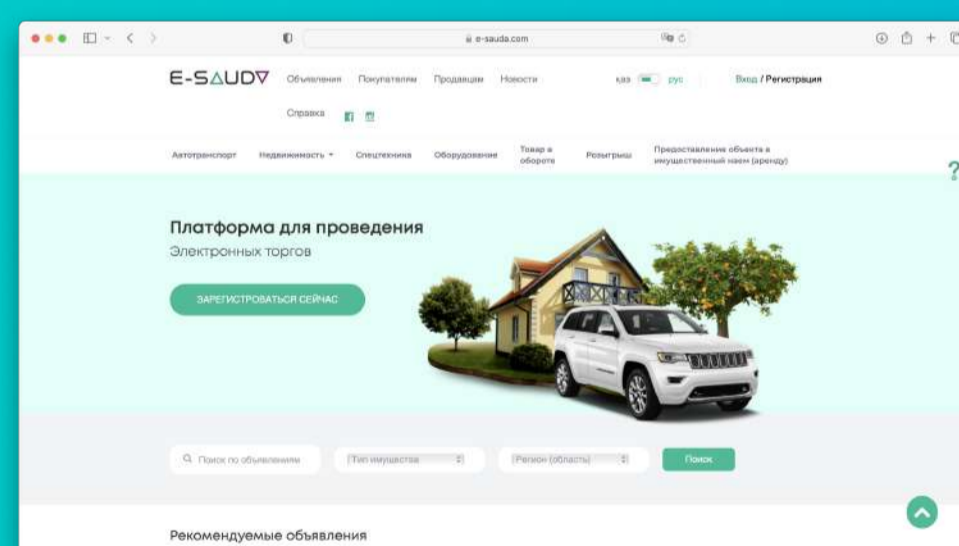 e-sauda.com
E-SAUDA Объявления Покупателям Продавцам Новости қаз рус Вход / Регистрация
Справка
Автотранспорт Недвижимость Спецтехника Оборудование Товар в обороте Розыгрыш Предоставление объекта в имущественный наем (аренду)
?
Платформа для проведения
Электронных торгов
ЗАРЕГИСТРОВАТЬСЯ СЕЙЧАС
Поиск по объявлениям Тип имущества Регион (область) Поиск
Рекомендуемые объявления